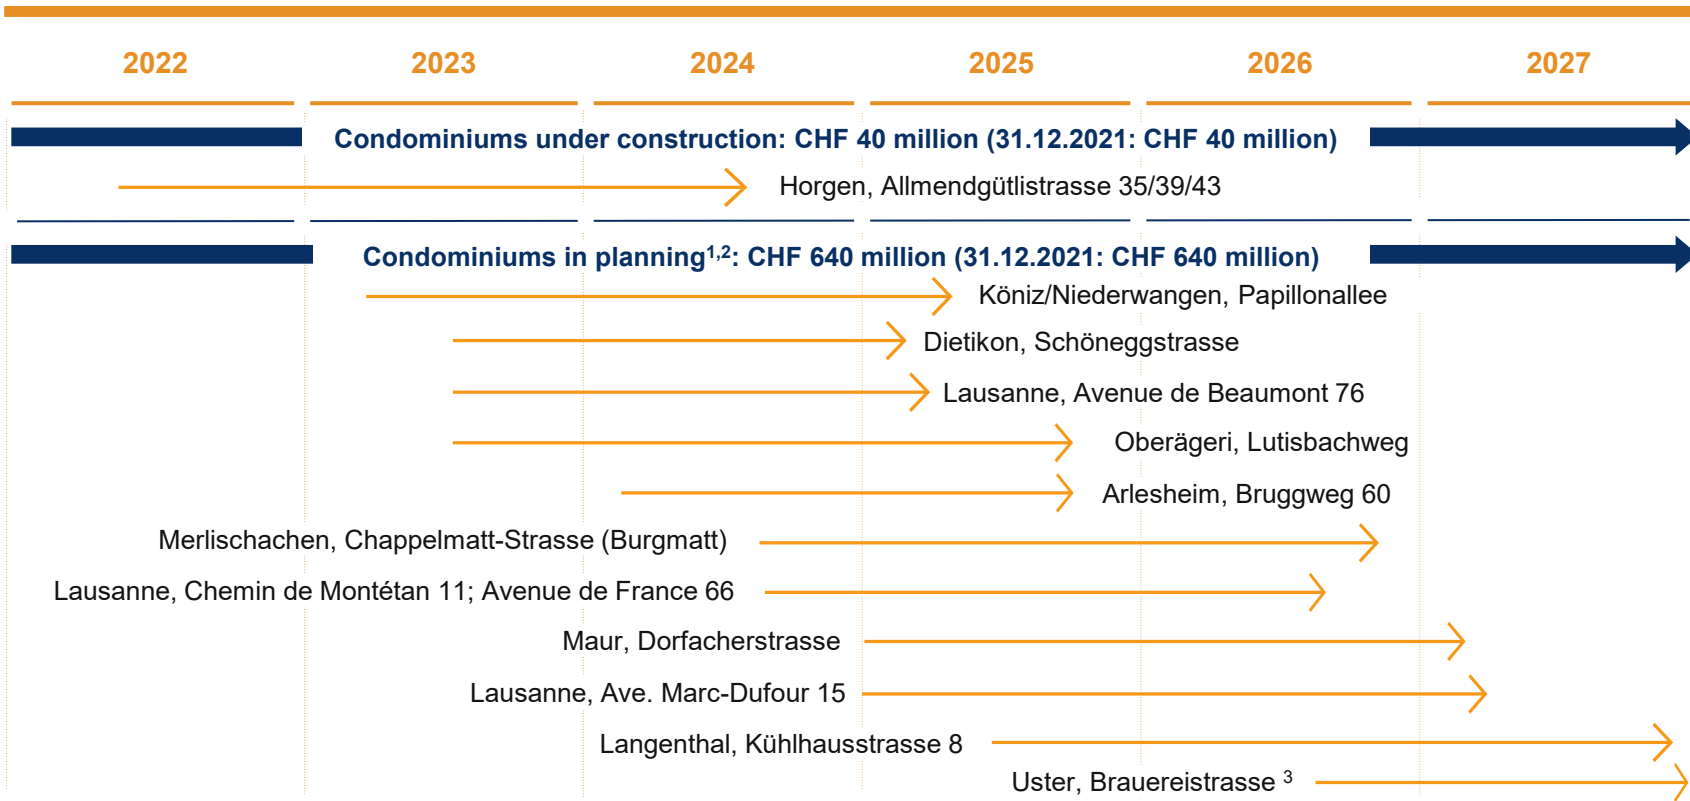 2022 2023 2024 2025 2026 2027
Condominiums under construction: CHF 40 million (31.12.2021: CHF 40 million)
Horgen, Allmendgütlistrasse 35/39/43
Condominiums in planning¹,²: CHF 640 million (31.12.2021: CHF 640 million)
Köniz/Niederwangen, Papillonallee
Dietikon, Schöneggstrasse
Lausanne, Avenue de Beaumont 76
Oberägeri, Lutisbachweg
Arlesheim, Bruggweg 60
Merlischachen, Chappelmatt-Strasse (Burgmatt)
Lausanne, Chemin de Montétan 11; Avenue de France 66
Maur, Dorfacherstrasse
Lausanne, Ave. Marc-Dufour 15
Langenthal, Kühlhausstrasse 8
Uster, Brauereistrasse ³